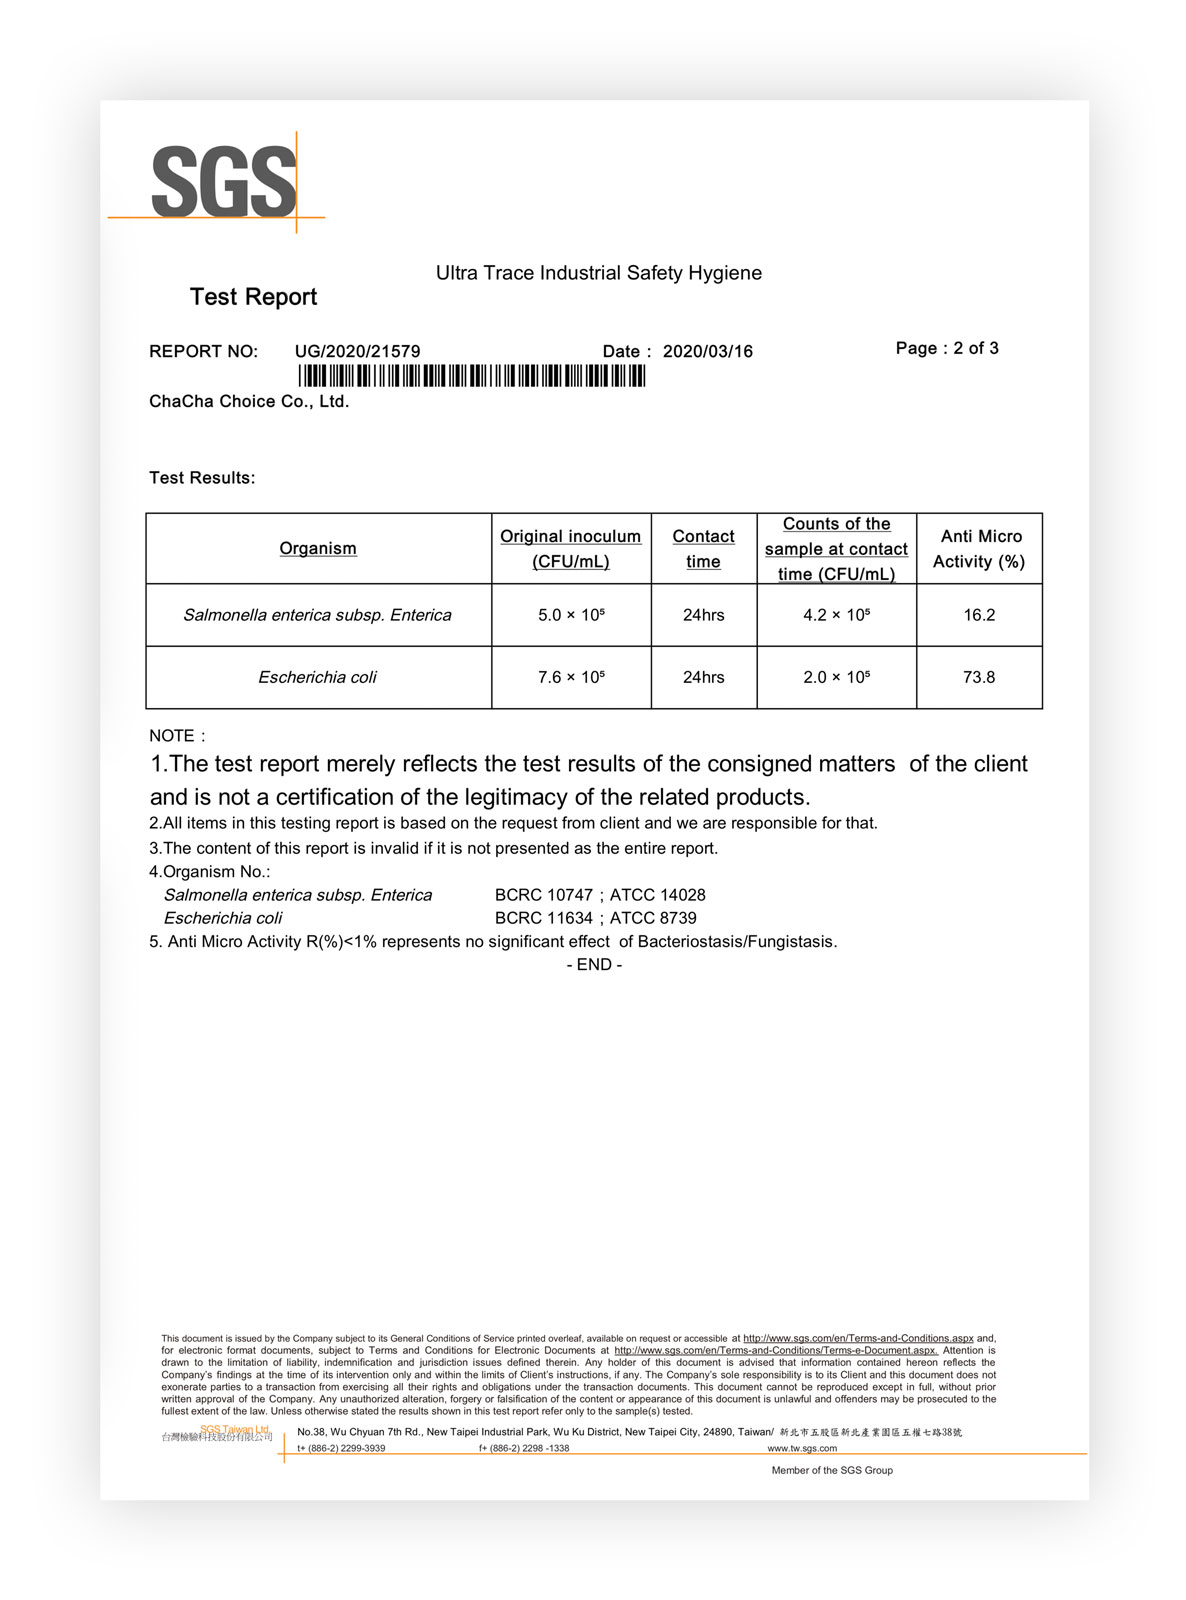 SGS
Ultra Trace Industrial Safety Hygiene
Test Report
REPORT NO: UG/2020/21579 Date : 2020/03/16 Page : 2 of 3
ChaCha Choice Co., Ltd.
Test Results:
Organism
Original inoculum
(CFU/mL)
Contact
time
Counts of the
sample at contact
time (CFU/mL)
Anti Micro
Activity (%)
Salmonella enterica subsp. Enterica 5.0 × 10⁵ 24hrs 4.2 × 10⁵ 16.2
Escherichia coli 7.6 × 10⁵ 24hrs 2.0 × 10⁵ 73.8
NOTE :
1.The test report merely reflects the test results of the consigned matters of the client
and is not a certification of the legitimacy of the related products.
2.All items in this testing report is based on the request from client and we are responsible for that.
3.The content of this report is invalid if it is not presented as the entire report.
4.Organism No.:
Salmonella enterica subsp. Enterica BCRC 10747 ; ATCC 14028
Escherichia coli BCRC 11634 ; ATCC 8739
5. Anti Micro Activity R(%)<1% represents no significant effect of Bacteriostasis/Fungistasis.
- END -
This document is issued by the Company subject to its General Conditions of Service printed overleaf, available on request or accessible at http://www.sgs.com/en/Terms-and-Conditions.aspx and,
for electronic format documents, subject to Terms and Conditions for Electronic Documents at http://www.sgs.com/en/Terms-and-Conditions/Terms-e-Document.aspx. Attention is
drawn to the limitation of liability, indemnification and jurisdiction issues defined therein. Any holder of this document is advised that information contained hereon reflects the
Company's findings at the time of its intervention only and within the limits of Client's instructions, if any. The Company's sole responsibility is to its Client and this document does not
exonerate parties to a transaction from exercising all their rights and obligations under the transaction documents. This document cannot be reproduced except in full, without prior
written approval of the Company. Any unauthorized alteration, forgery or falsification of the content or appearance of this document is unlawful and offenders may be prosecuted to the
fullest extent of the law. Unless otherwise stated the results shown in this test report refer only to the sample(s) tested.
SGS Taiwan Ltd.
台灣檢驗科技股份有限公司
No.38, Wu Chyuan 7th Rd., New Taipei Industrial Park, Wu Ku District, New Taipei City, 24890, Taiwan/ 新北市五股區新北產業園區五權七路38號
t+ (886-2) 2299-3939 f+ (886-2) 2298 -1338 www.tw.sgs.com
Member of the SGS Group